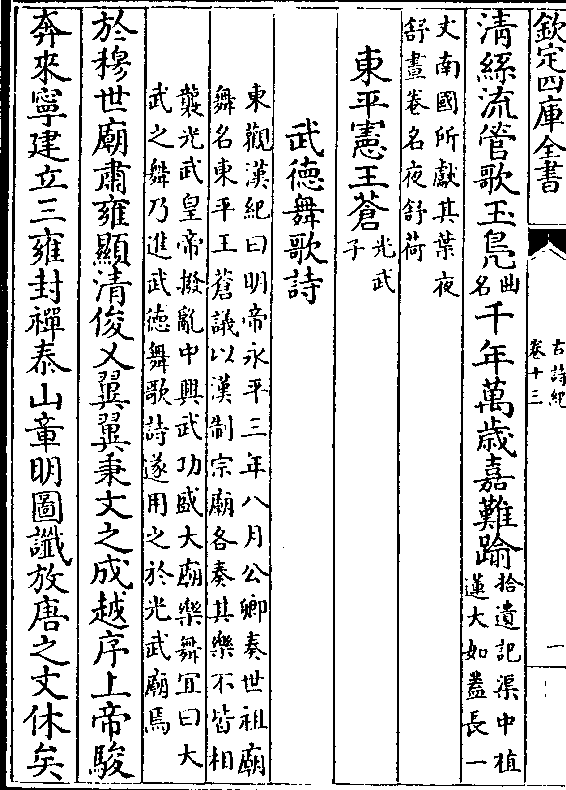 欽定四庫全書
古詩紀
卷十三
一
清絲流管歌玉鳬曲名千年萬歳嘉難踰拾遺記渠中植蓮大如蓋長一
丈南國所獻其葉夜舒晝卷名夜舒荷
東平憲王蒼光武子
武德舞歌詩
東觀漢紀曰明帝永平三年八月公卿奏世祖廟
舞名東平王蒼議以漢制宗廟各奏其樂不皆相
襲光武皇帝撥亂中興武功盛大廟樂舞宜曰大
武之舞乃進武德舞歌詩遂用之於光武廟焉
於穆世廟肅雍顯清俊乂翼翼秉文之成越序上帝駿
奔來寧建立三雍封禪泰山章明圖讖放唐之文休矣